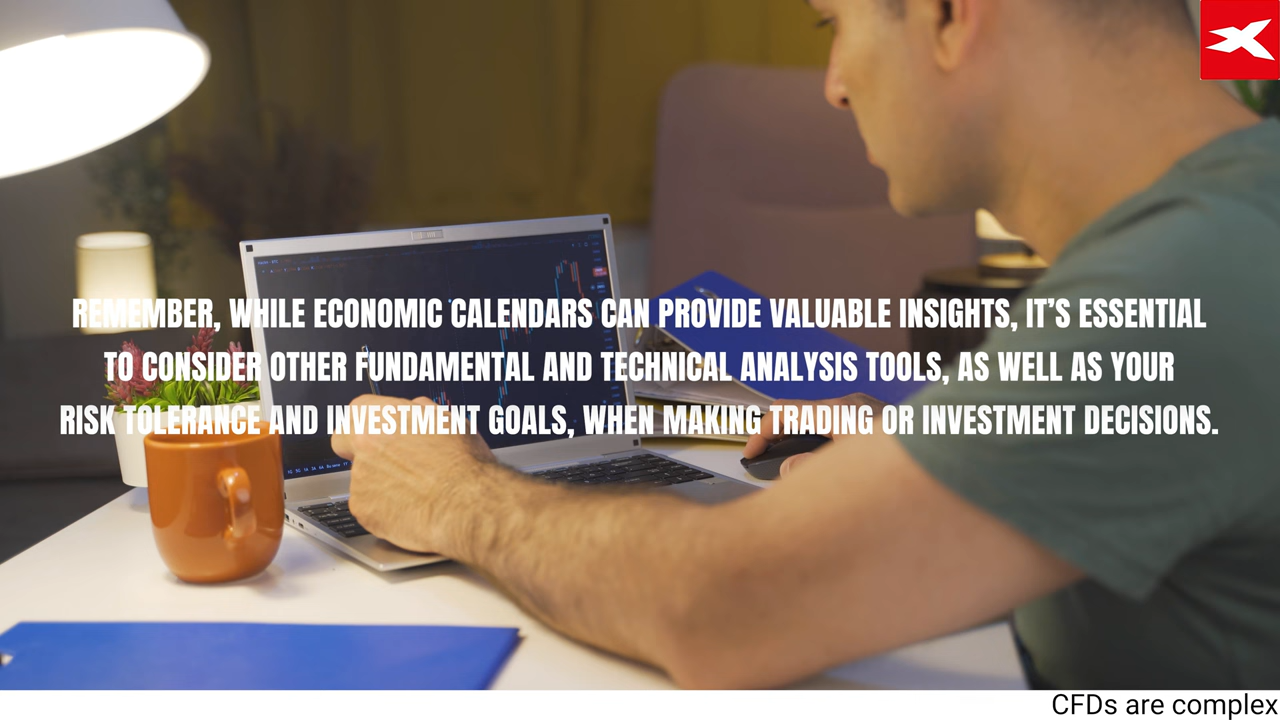 REMEMBER, WHILE ECONOMIC CALENDARS CAN PROVIDE VALUABLE INSIGHTS, IT’S ESSENTIAL
TO CONSIDER OTHER FUNDAMENTAL AND TECHNICAL ANALYSIS TOOLS, AS WELL AS YOUR
RISK TOLERANCE AND INVESTMENT GOALS, WHEN MAKING TRADING OR INVESTMENT DECISIONS.
CFDs are complex